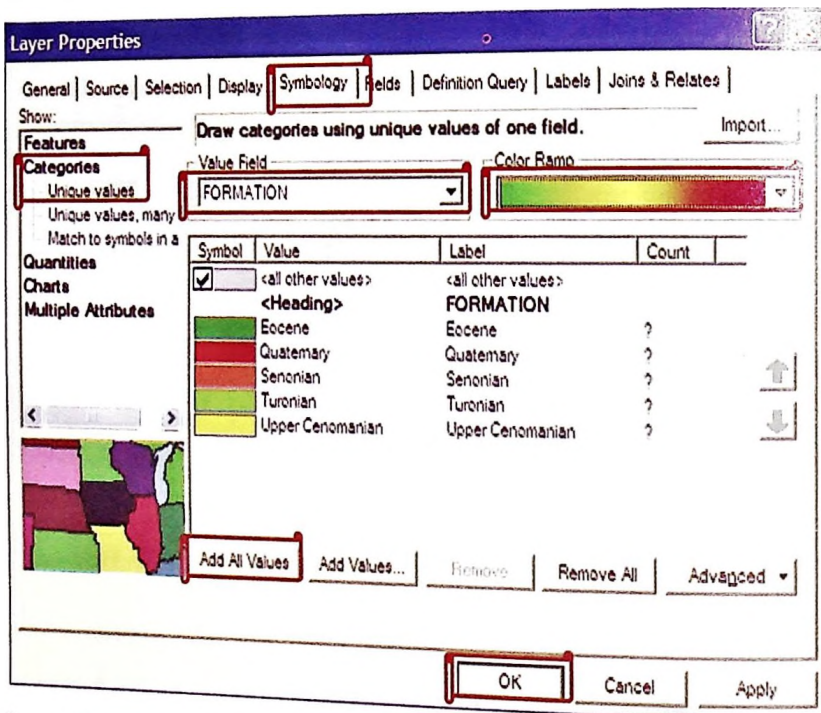 Layer Properties
General | Source | Selection | Display | Symbology | Fields | Definition Query | Labels | Joins & Relates |
Show:
Features
Categories
Unique values
Unique values, many
Match to symbols in a
Quantities
Charts
Multiple Attributes
Draw categories using unique values of one field.
Import...
Value Field
FORMATION
Color Ramp
Symbol Value Label Count
<all other values> <all other values>
<Heading> FORMATION
Eocene Eocene ?
Quaternary Quaternary ?
Senonian Senonian ?
Turonian Turonian ?
Upper Cenomanian Upper Cenomanian ?
Add All Values Add Values... Remove Remove All Advanced
OK Cancel Apply